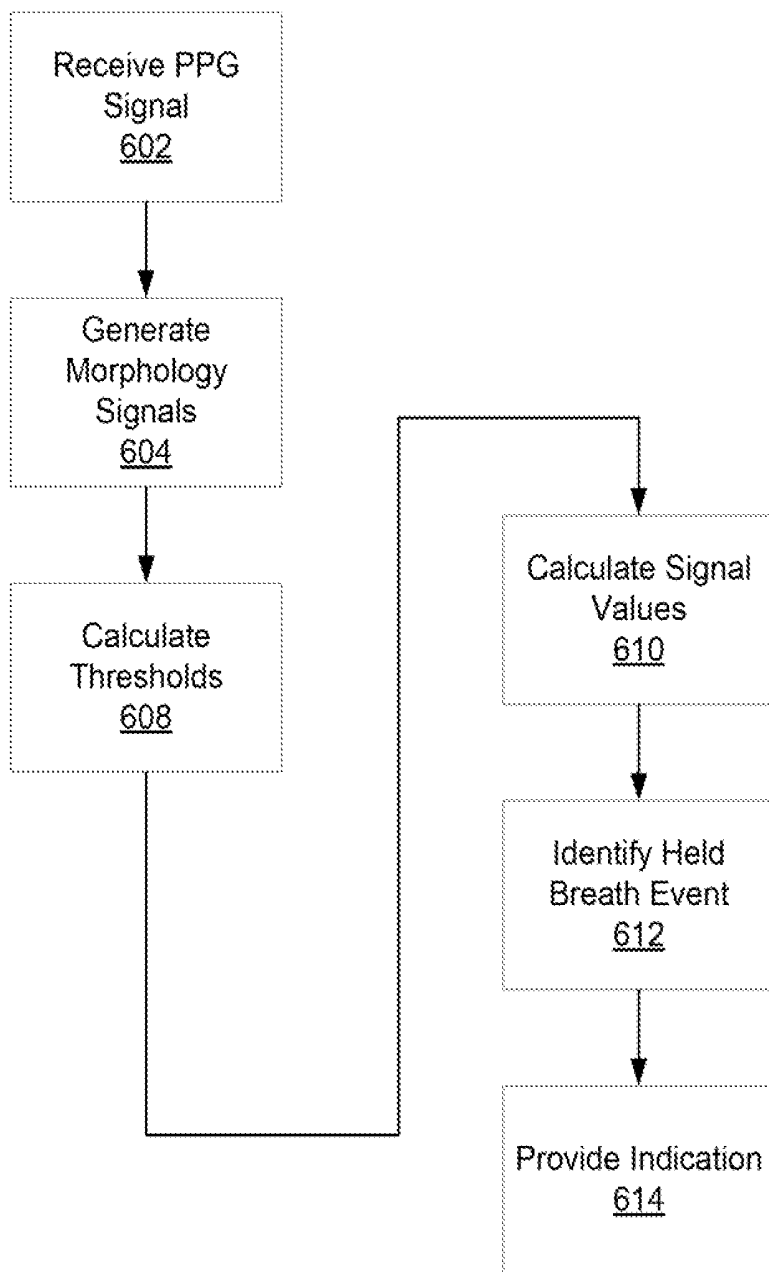 Receive PPG
Signal
602
Generate
Morphology
Signals
604
Calculate
Thresholds
608
Calculate Signal
Values
610
Identify Held
Breath Event
612
Provide Indication
614